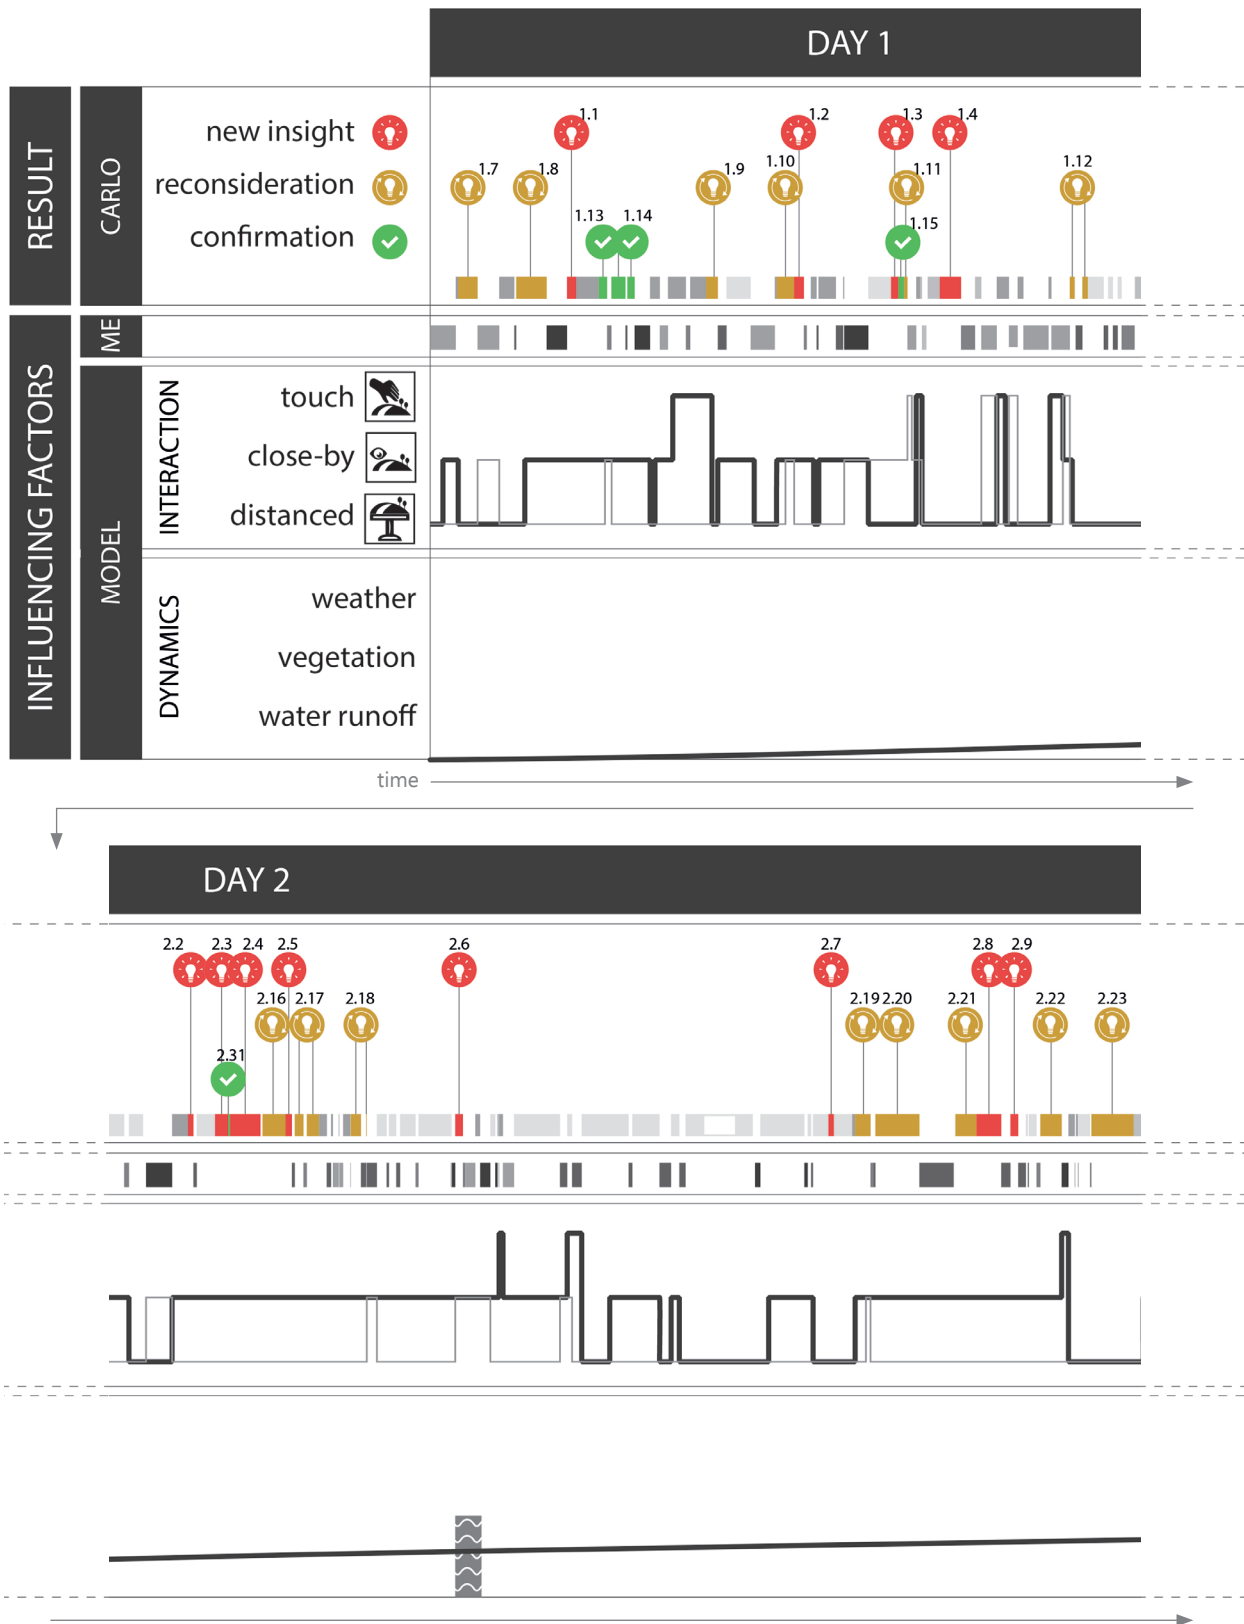 DAY 1
RESULT
CARLO
new insight
reconsideration
confirmation
1.1
1.2
1.3
1.4
1.7
1.8
1.9
1.10
1.11
1.12
1.13
1.14
1.15
INFLUENCING FACTORS
ME
MODEL
INTERACTION
touch
close-by
distanced
DYNAMICS
weather
vegetation
water runoff
time
DAY 2
2.2
2.3
2.4
2.5
2.6
2.7
2.8
2.9
2.16
2.17
2.18
2.19
2.20
2.21
2.22
2.23
2.31